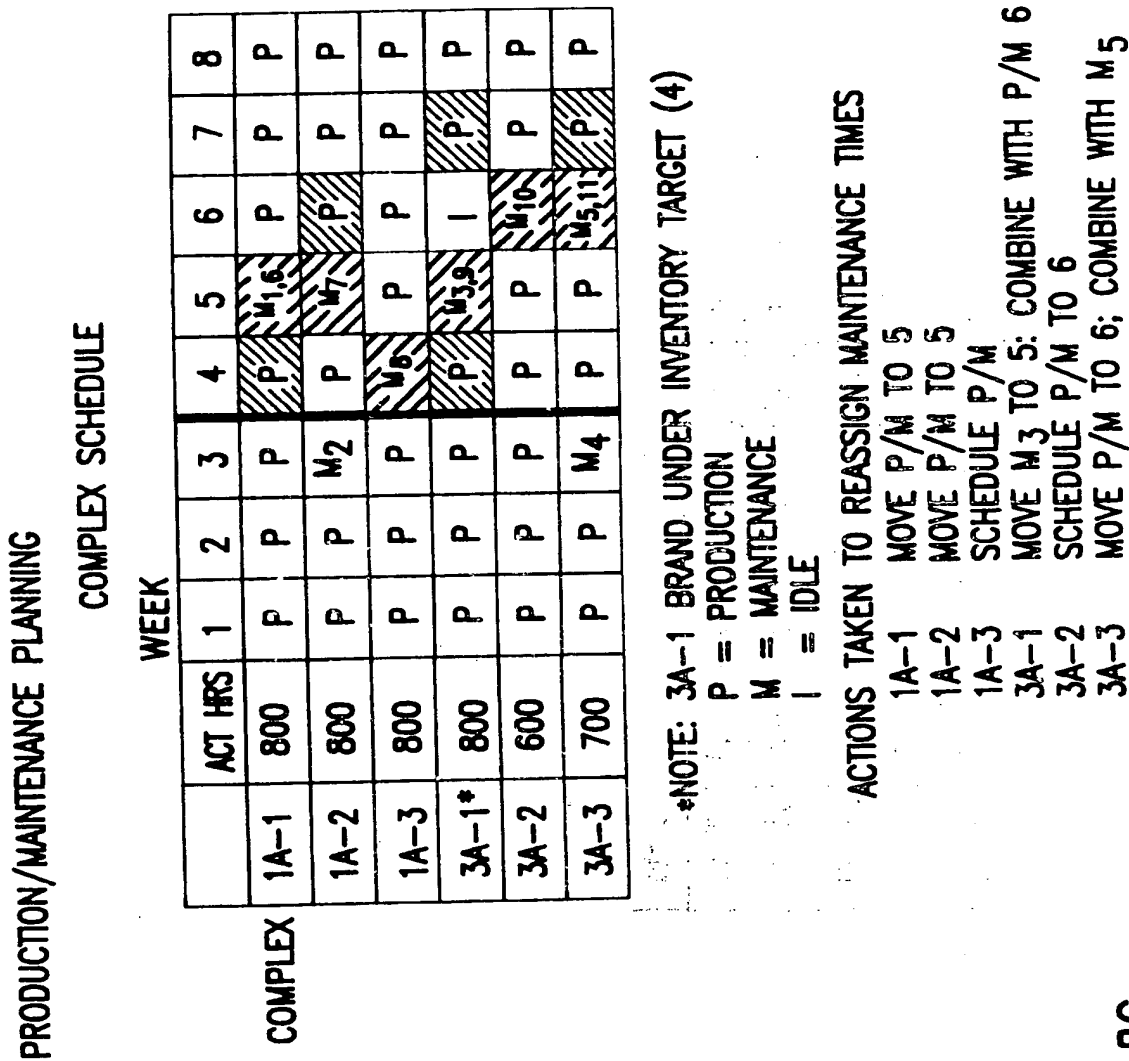 PRODUCTION/MAINTENANCE PLANNING
COMPLEX SCHEDULE
WEEK
ACT HRS 1 2 3 4 5 6 7 8
COMPLEX
1A-1 800 P P P P M1,6 P P P
1A-2 800 P P M2 P M7 P P P
1A-3 800 P P P M8 P P P P
3A-1* 800 P P P P M3,9 I P P
3A-2 600 P P P P P M10 P P
3A-3 700 P P M4 P P M5,11 P P
*NOTE: 3A-1 BRAND UNDER INVENTORY TARGET (4)
P = PRODUCTION
M = MAINTENANCE
I = IDLE
ACTIONS TAKEN TO REASSIGN MAINTENANCE TIMES
1A-1 MOVE P/M TO 5
1A-2 MOVE P/M TO 5
1A-3 SCHEDULE P/M
3A-1 MOVE M3 TO 5: COMBINE WITH P/M 6
3A-2 SCHEDULE P/M TO 6
3A-3 MOVE P/M TO 6; COMBINE WITH M5